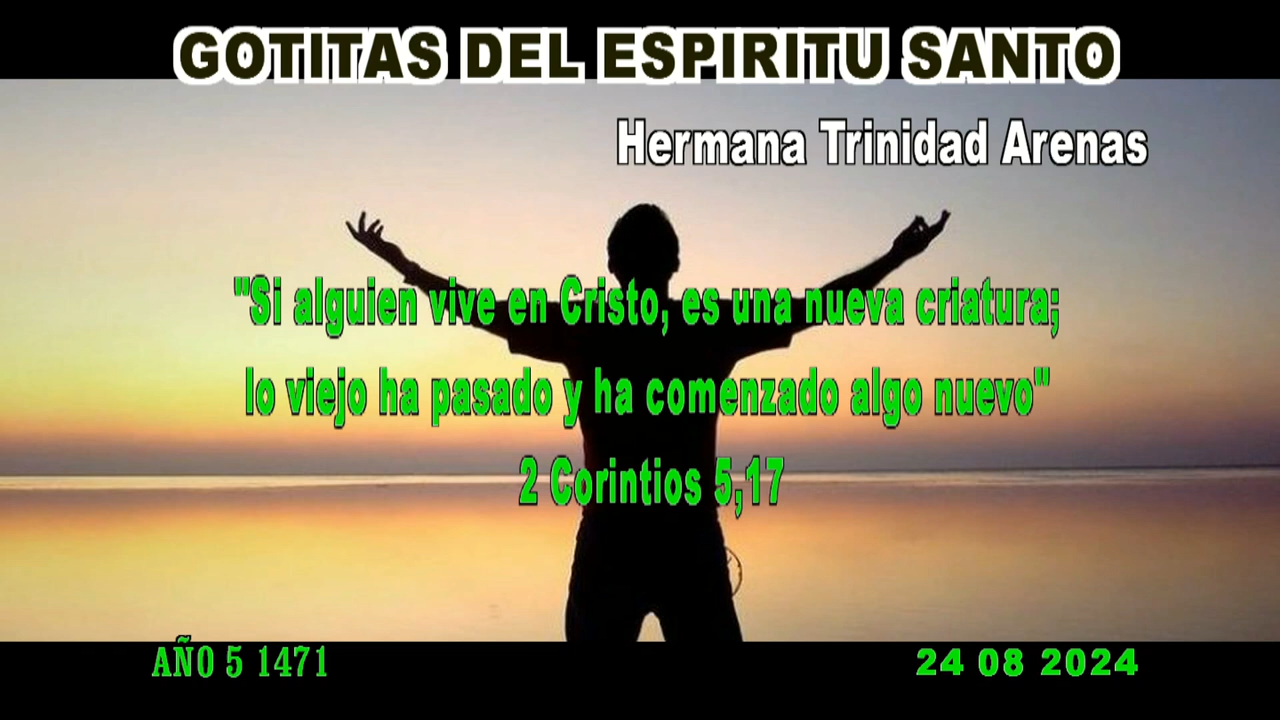 GOTITAS DEL ESPIRITU SANTO
Hermana Trinidad Arenas
"Si alguien vive en Cristo, es una nueva criatura;
lo viejo ha pasado y ha comenzado algo nuevo"
2 Corintios 5,17
AÑO 5 1471
24 08 2024